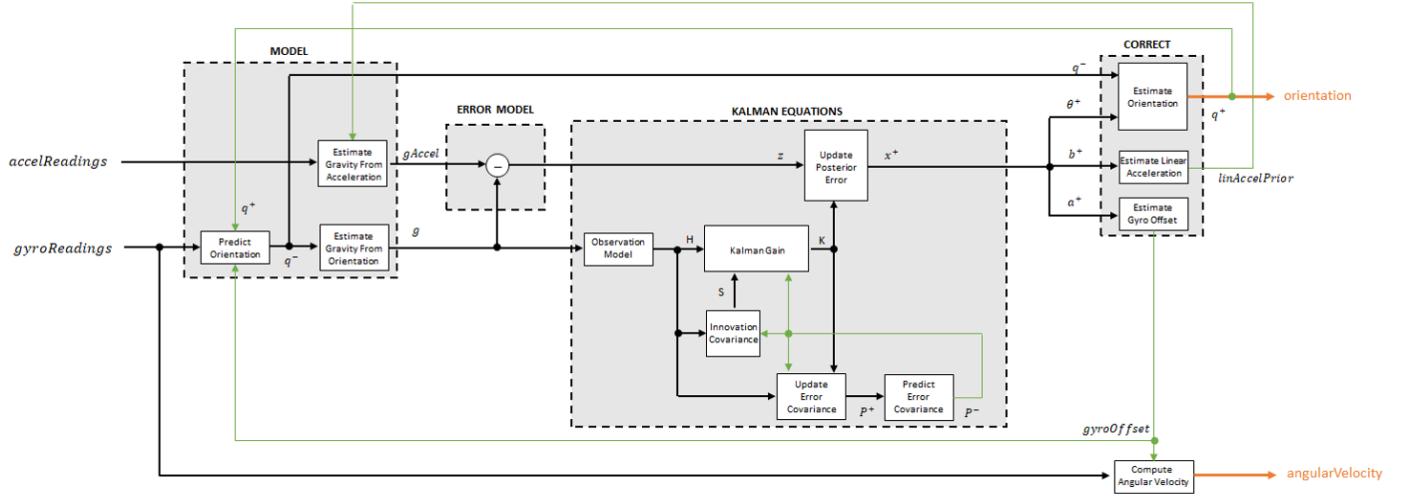 MODEL
CORRECT
ERROR MODEL
KALMAN EQUATIONS
q⁻
Estimate
Orientation
orientation
θ⁺
q⁺
accelReadings
Estimate
Gravity From
Acceleration
gAccel
−
z
Update
Posterior
Error
x⁺
b⁺
Estimate Linear
Acceleration
linAccelPrior
a⁺
Estimate
Gyro Offset
q⁺
gyroReadings
Predict
Orientation
q⁻
Estimate
Gravity From
Orientation
g
Observation
Model
H
Kalman Gain
K
S
Innovation
Covariance
Update
Error
Covariance
P⁺
Predict
Error
Covariance
P⁻
gyroOffset
Compute
Angular Velocity
angularVelocity